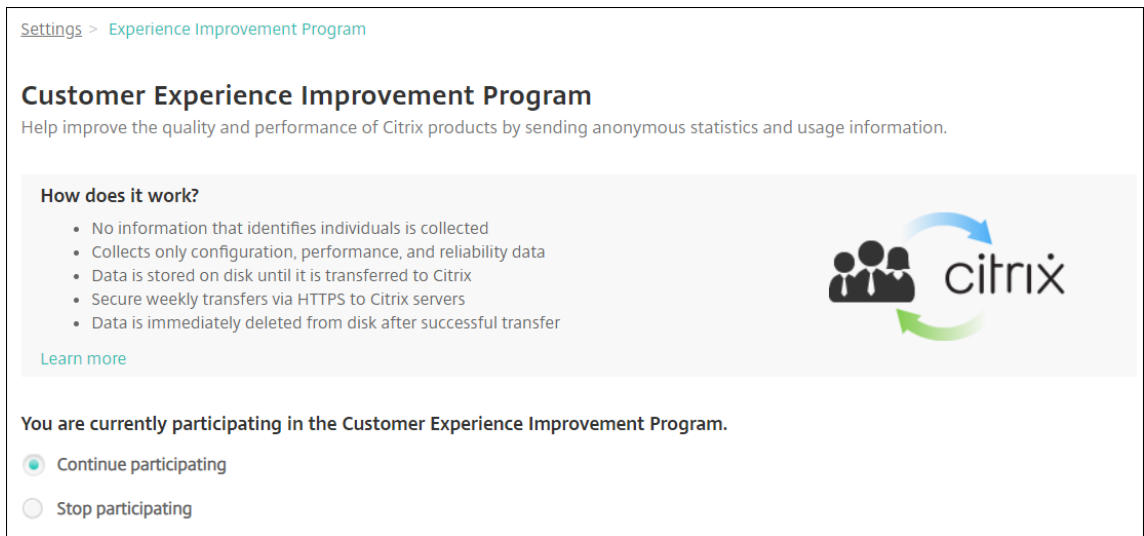 Settings > Experience Improvement Program
Customer Experience Improvement Program
Help improve the quality and performance of Citrix products by sending anonymous statistics and usage information.
How does it work?
• No information that identifies individuals is collected
• Collects only configuration, performance, and reliability data
• Data is stored on disk until it is transferred to Citrix
• Secure weekly transfers via HTTPS to Citrix servers
• Data is immediately deleted from disk after successful transfer
citrix
Learn more
You are currently participating in the Customer Experience Improvement Program.
Continue participating
Stop participating